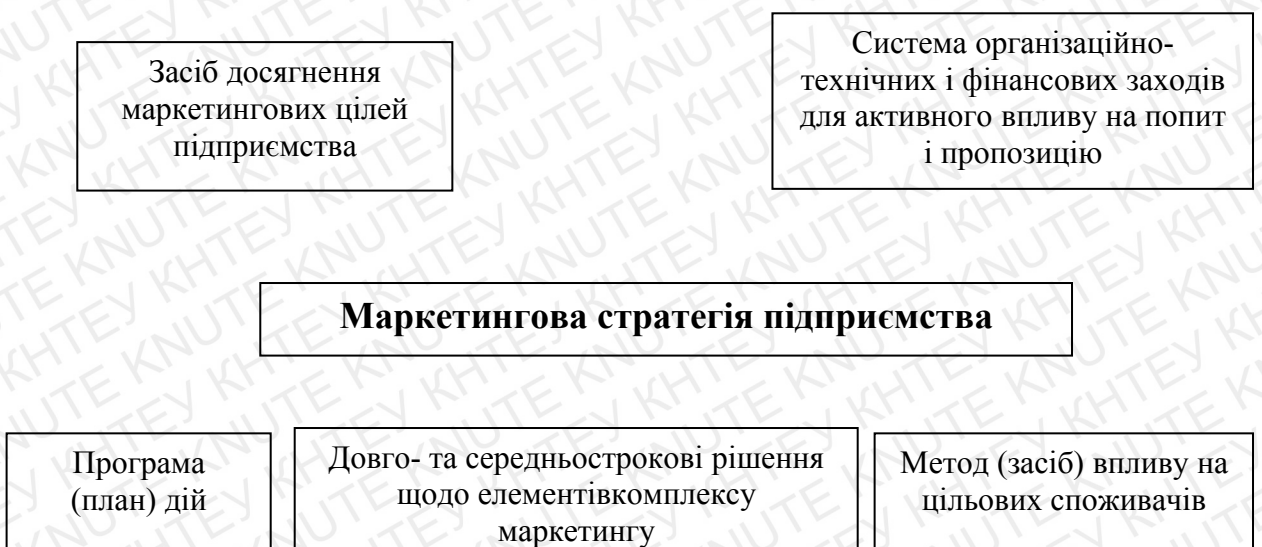 Засіб досягнення
маркетингових цілей
підприємства
Система організаційно-
технічних і фінансових заходів
для активного впливу на попит
і пропозицію
Маркетингова стратегія підприємства
Програма
(план) дій
Довго- та середньострокові рішення
щодо елементівкомплексу
маркетингу
Метод (засіб) впливу на
цільових споживачів